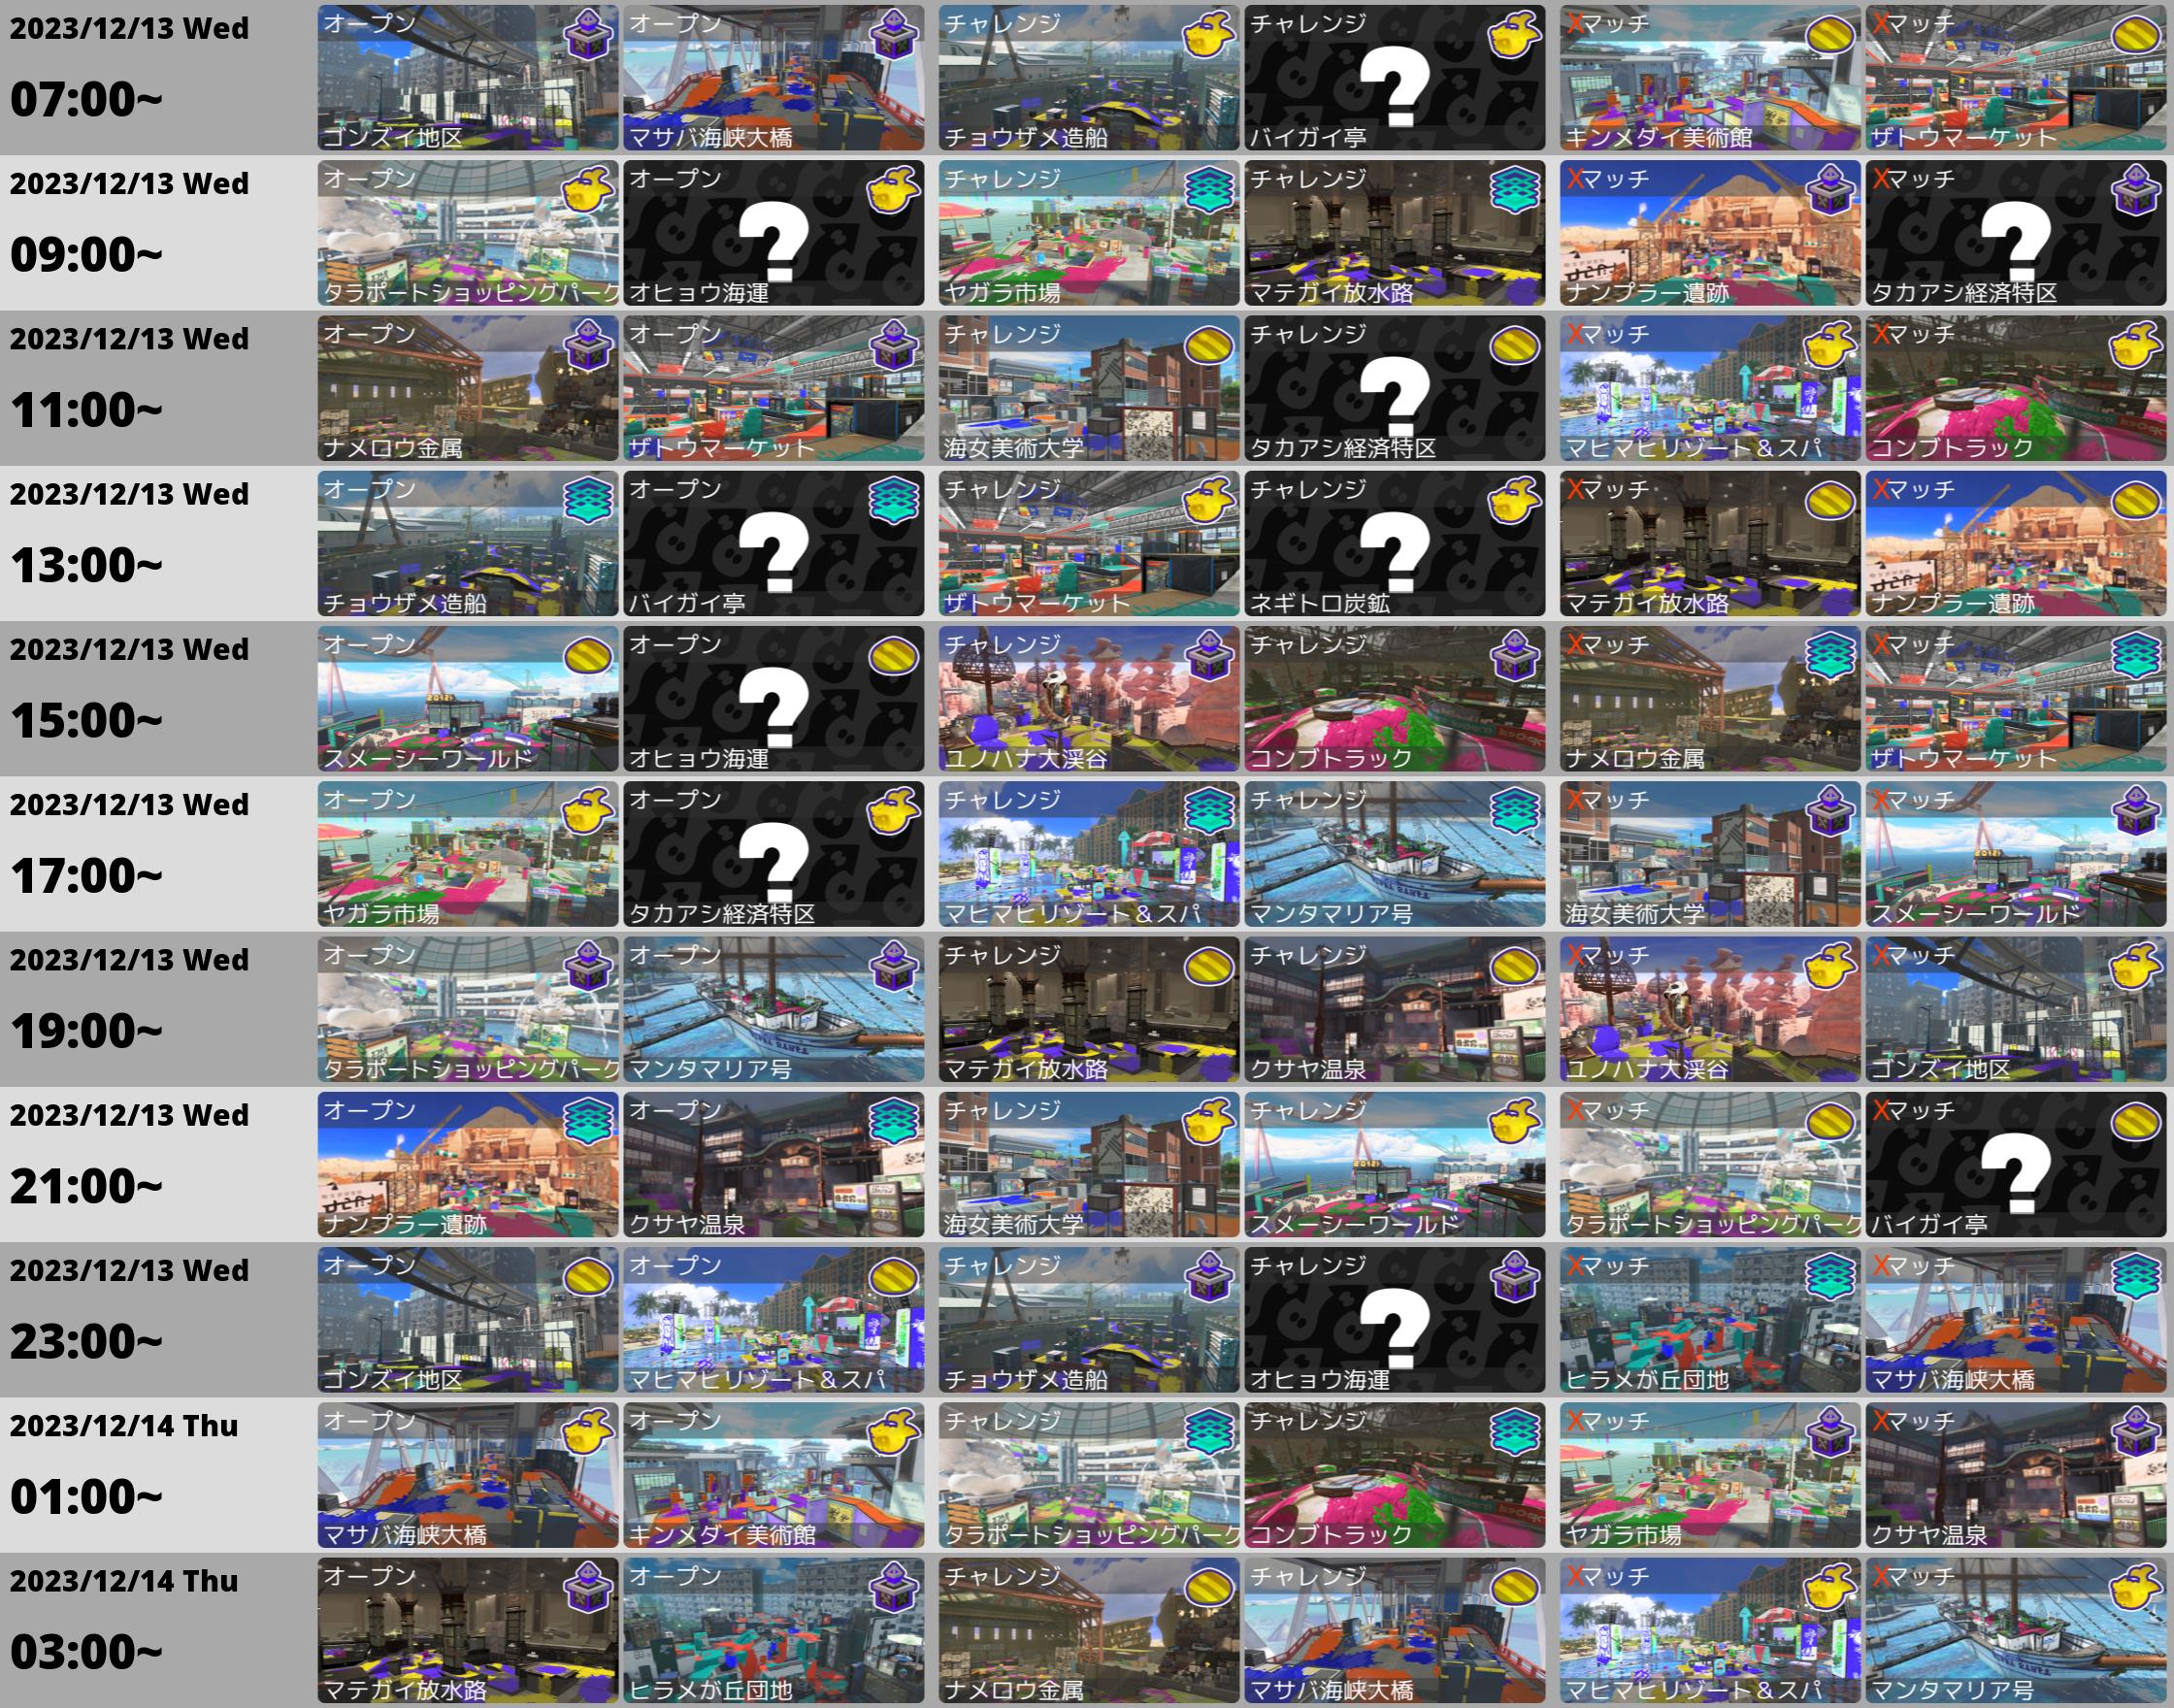 2023/12/13 Wed
07:00~
オープン
ゴンズイ地区
オープン
マサバ海峡大橋
チャレンジ
チョウザメ造船
チャレンジ
バイガイ亭
Xマッチ
キンメダイ美術館
Xマッチ
ザトウマーケット
2023/12/13 Wed
09:00~
オープン
タラポートショッピングパーク
オープン
オヒョウ海運
チャレンジ
ヤガラ市場
チャレンジ
マテガイ放水路
Xマッチ
ナンプラー遺跡
Xマッチ
タカアシ経済特区
2023/12/13 Wed
11:00~
オープン
ナメロウ金属
オープン
ザトウマーケット
チャレンジ
海女美術大学
チャレンジ
タカアシ経済特区
Xマッチ
マヒマヒリゾート＆スパ
Xマッチ
コンブトラック
2023/12/13 Wed
13:00~
オープン
チョウザメ造船
オープン
バイガイ亭
チャレンジ
ザトウマーケット
チャレンジ
ネギトロ炭鉱
Xマッチ
マテガイ放水路
Xマッチ
ナンプラー遺跡
2023/12/13 Wed
15:00~
オープン
スメーシーワールド
オープン
オヒョウ海運
チャレンジ
ユノハナ大渓谷
チャレンジ
コンブトラック
Xマッチ
ナメロウ金属
Xマッチ
ザトウマーケット
2023/12/13 Wed
17:00~
オープン
ヤガラ市場
オープン
タカアシ経済特区
チャレンジ
マヒマヒリゾート＆スパ
チャレンジ
マンタマリア号
Xマッチ
海女美術大学
Xマッチ
スメーシーワールド
2023/12/13 Wed
19:00~
オープン
タラポートショッピングパーク
オープン
マンタマリア号
チャレンジ
マテガイ放水路
チャレンジ
クサヤ温泉
Xマッチ
ユノハナ大渓谷
Xマッチ
ゴンズイ地区
2023/12/13 Wed
21:00~
オープン
ナンプラー遺跡
オープン
クサヤ温泉
チャレンジ
海女美術大学
チャレンジ
スメーシーワールド
Xマッチ
タラポートショッピングパーク
Xマッチ
バイガイ亭
2023/12/13 Wed
23:00~
オープン
ゴンズイ地区
オープン
マヒマヒリゾート＆スパ
チャレンジ
チョウザメ造船
チャレンジ
オヒョウ海運
Xマッチ
ヒラメが丘団地
Xマッチ
マサバ海峡大橋
2023/12/14 Thu
01:00~
オープン
マサバ海峡大橋
オープン
キンメダイ美術館
チャレンジ
タラポートショッピングパーク
チャレンジ
コンブトラック
Xマッチ
ヤガラ市場
Xマッチ
クサヤ温泉
2023/12/14 Thu
03:00~
オープン
マテガイ放水路
オープン
ヒラメが丘団地
チャレンジ
ナメロウ金属
チャレンジ
マサバ海峡大橋
Xマッチ
マヒマヒリゾート＆スパ
Xマッチ
マンタマリア号